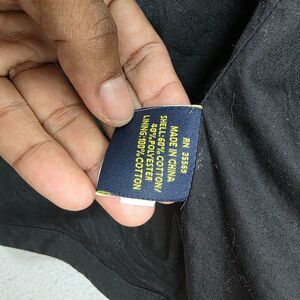 RN 35569
MADE IN CHINA
SHELL:60% COTTON/
40% POLYESTER
LINING:100% COTTON